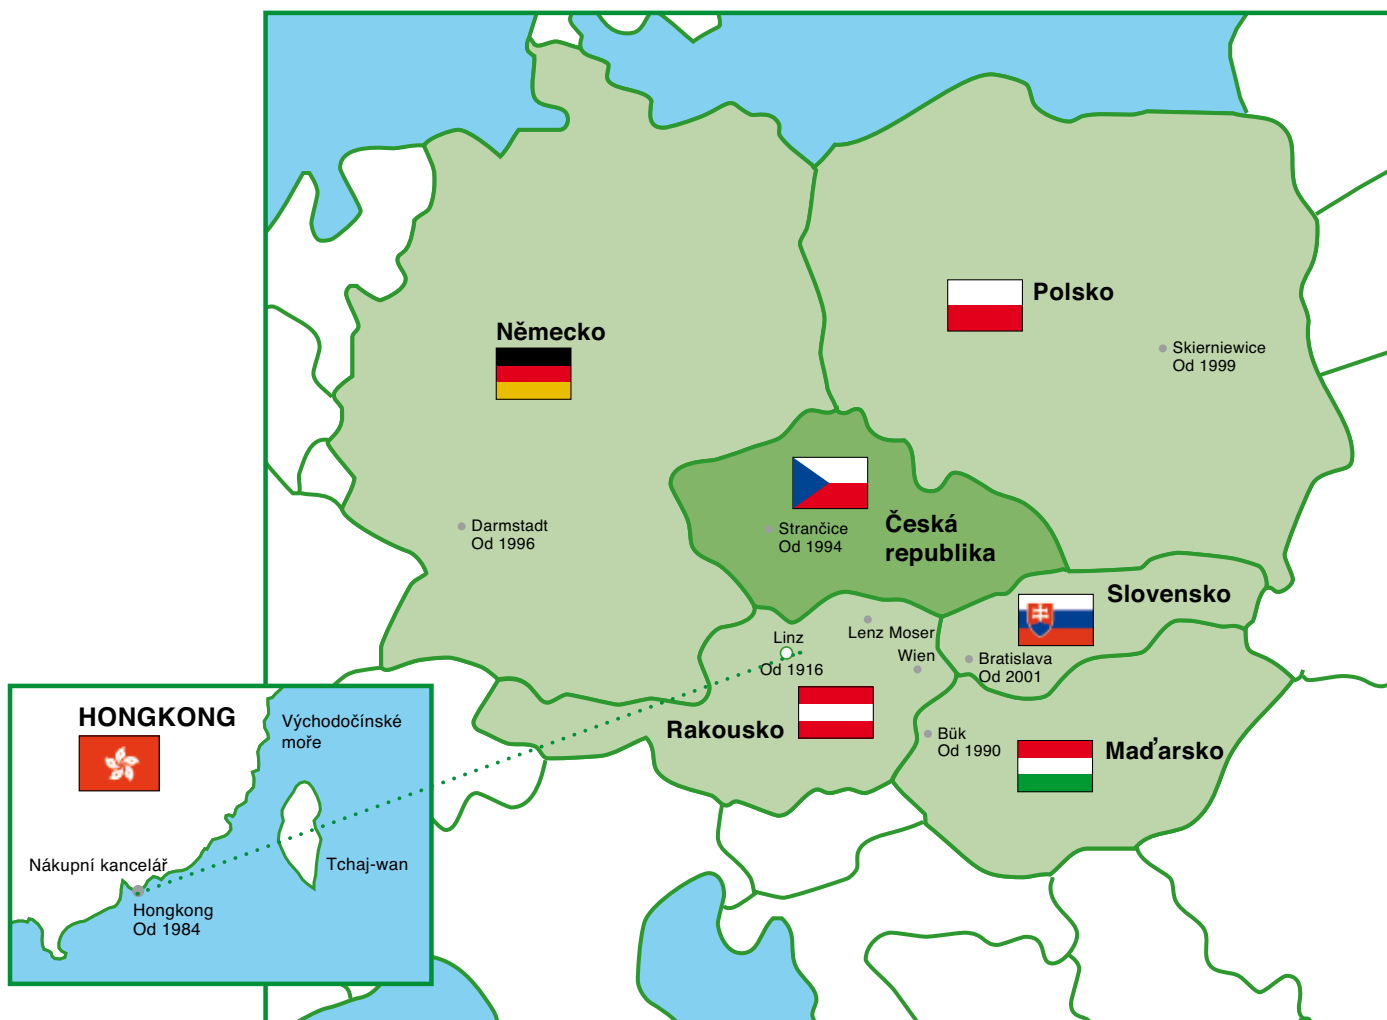 Polsko
Skierniewice
Od 1999
Německo
Darmstadt
Od 1996
Strančice
Od 1994
Česká
republika
Slovensko
Bratislava
Od 2001
Lenz Moser
Wien
Linz
Od 1916
Rakousko
Bük
Od 1990
Maďarsko
HONGKONG
Východočínské
moře
Nákupní kancelář
Tchaj-wan
Hongkong
Od 1984